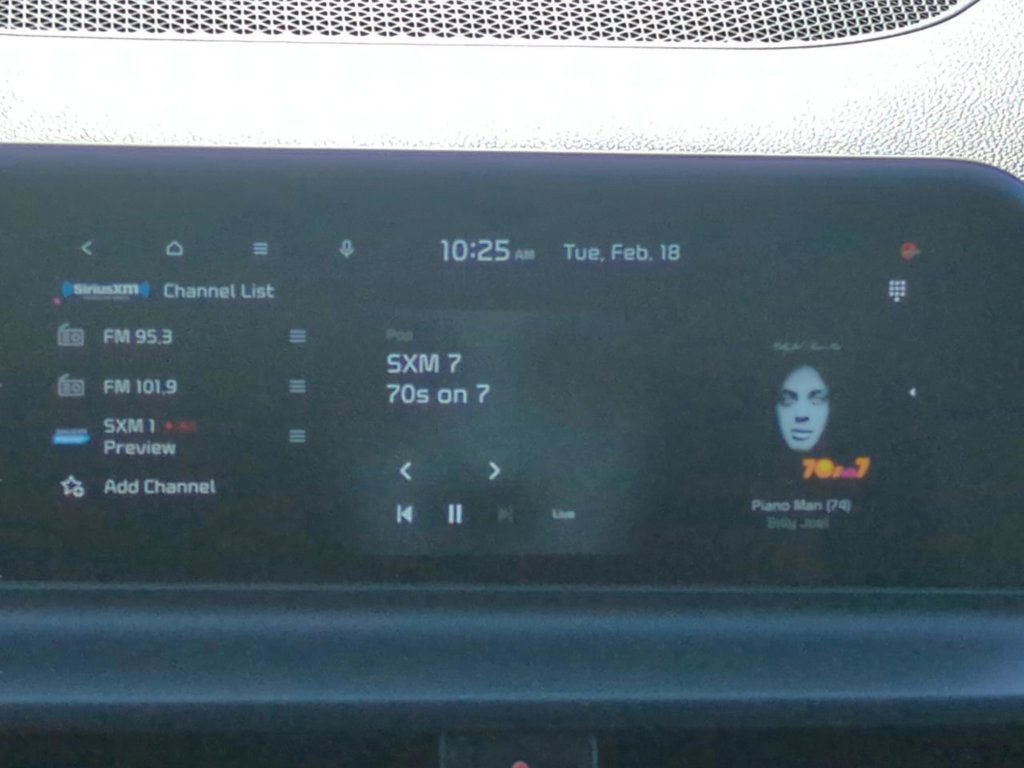 10:25 AM Tue, Feb. 18
SiriusXM Channel List
FM 95.3
FM 101.9
SXM 1
Preview
Add Channel
Pop
SXM 7
70s on 7
Live
70s on 7
Piano Man (74)
Billy Joel